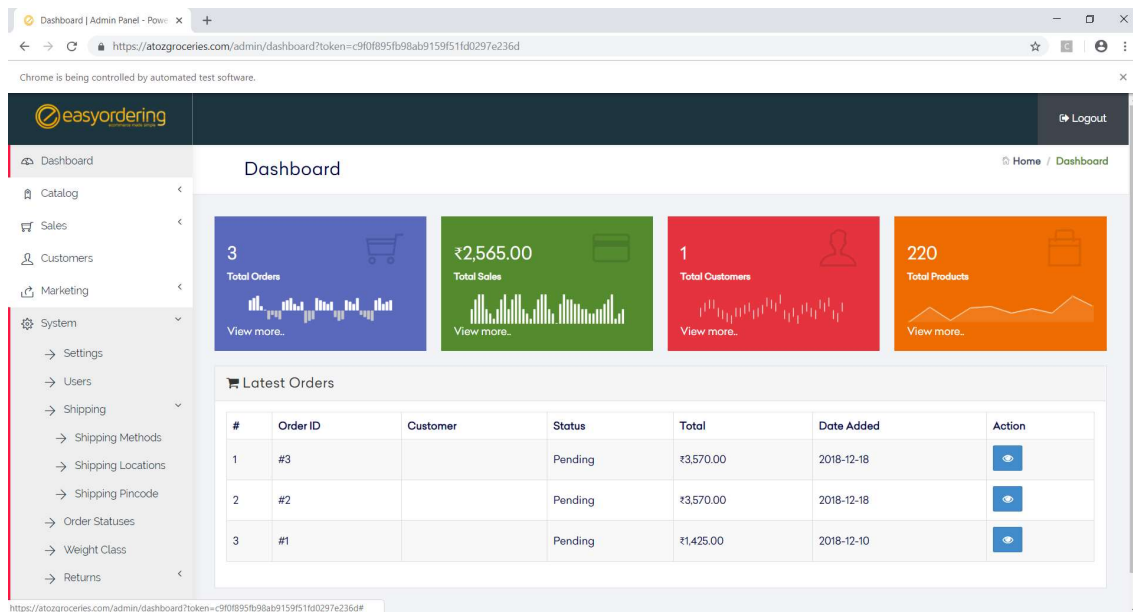 Dashboard | Admin Panel - Powe
https://atozgroceries.com/admin/dashboard?token=c9f0f895fb98ab9159f51fd0297e236d
Chrome is being controlled by automated test software.
easyordering
ecommerce made simple
Logout
Dashboard
Catalog
Sales
Customers
Marketing
System
Settings
Users
Shipping
Shipping Methods
Shipping Locations
Shipping Pincode
Order Statuses
Weight Class
Returns
Dashboard
Home / Dashboard
3
Total Orders
View more..
₹2,565.00
Total Sales
View more..
1
Total Customers
View more..
220
Total Products
View more..
Latest Orders
# Order ID Customer Status Total Date Added Action
1 #3 Pending ₹3,570.00 2018-12-18
2 #2 Pending ₹3,570.00 2018-12-18
3 #1 Pending ₹1,425.00 2018-12-10
https://atozgroceries.com/admin/dashboard?token=c9f0f895fb98ab9159f51fd0297e236d#